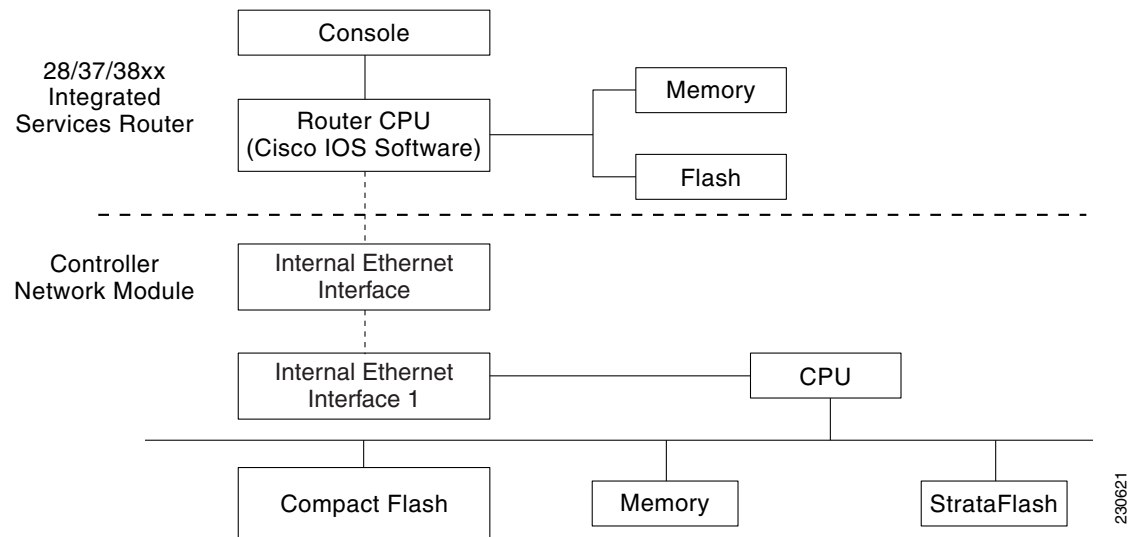 Console
28/37/38xx
Integrated
Services Router
Memory
Router CPU
(Cisco IOS Software)
Flash
Controller
Network Module
Internal Ethernet
Interface
Internal Ethernet
Interface 1
CPU
Compact Flash
Memory
StrataFlash
230621